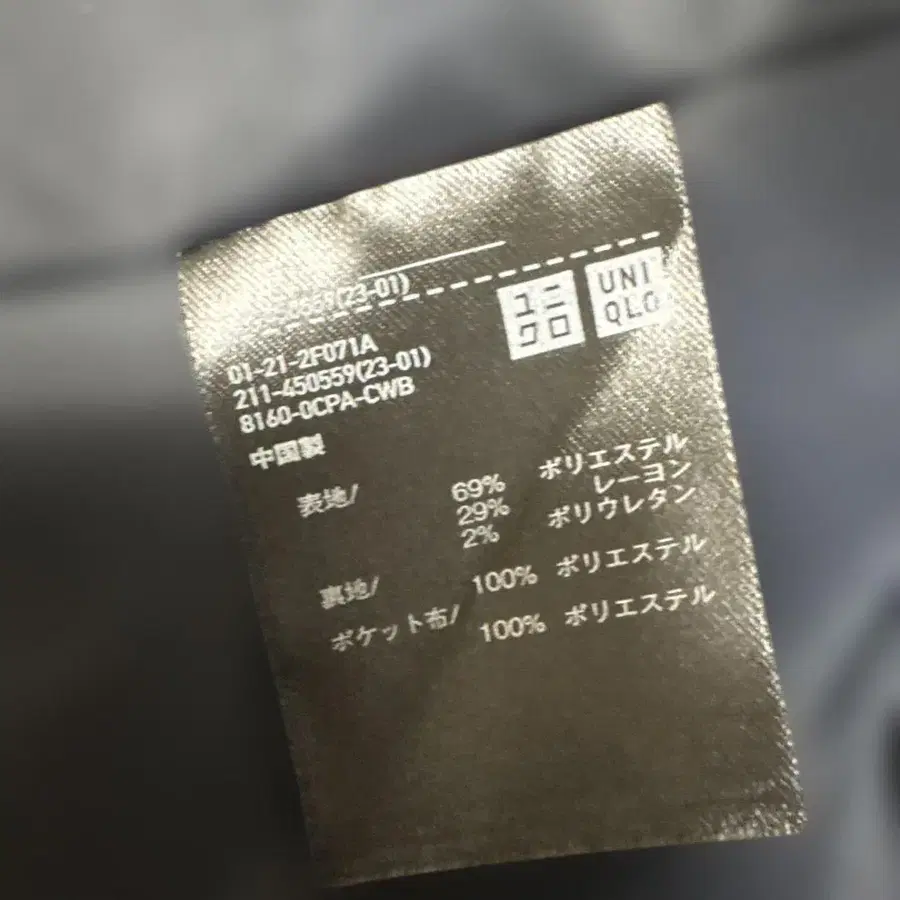 559(23-01)
ユニ
クロ
UNI
QLO
01-21-2F071A
211-450559(23-01)
8160-0CPA-CWB
中国製
表地/ 69% ポリエステル
29% レーヨン
2% ポリウレタン
裏地/ 100% ポリエステル
ポケット布/ 100% ポリエステル